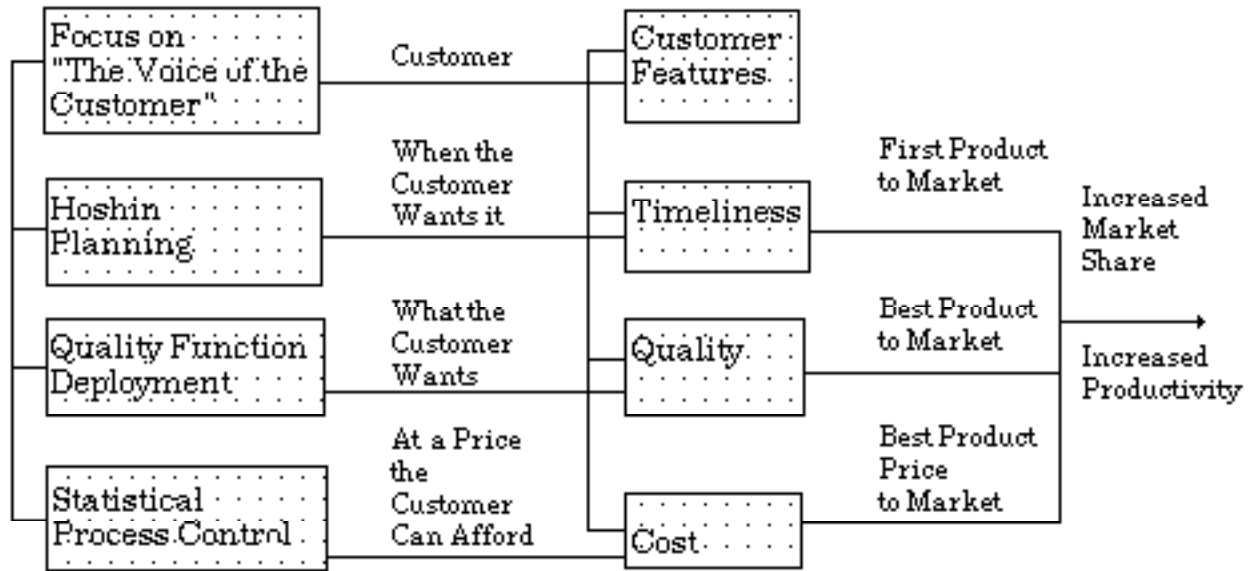 Focus on
"The Voice of the
Customer"
Customer
Customer
Features
Hoshin
Planning
When the
Customer
Wants it
Timeliness
First Product
to Market
Quality Function
Deployment
What the
Customer
Wants
Quality
Best Product
to Market
Statistical
Process Control
At a Price
the
Customer
Can Afford
Cost
Best Product
Price
to Market
Increased
Market
Share
Increased
Productivity